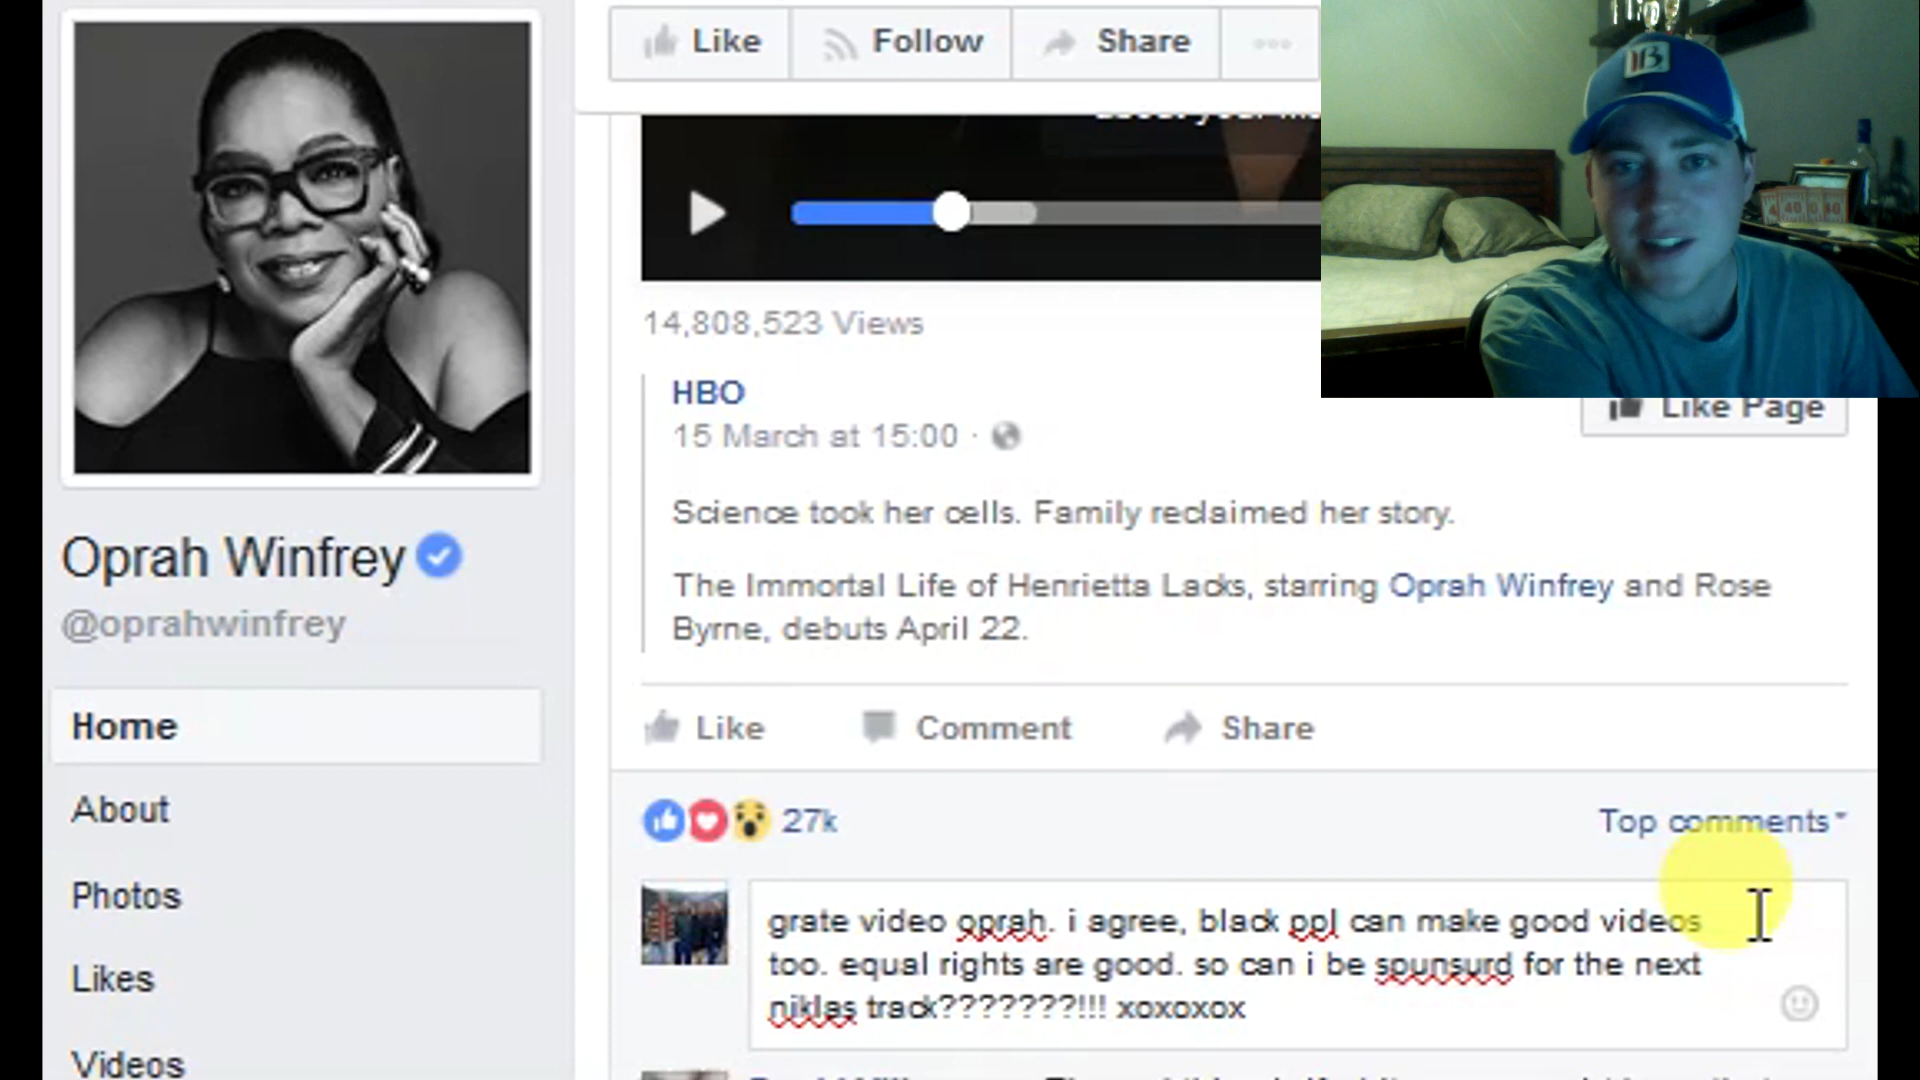 Like Follow Share
14,808,523 Views
HBO
15 March at 15:00 ·
Like Page
Science took her cells. Family reclaimed her story.
The Immortal Life of Henrietta Lacks, starring Oprah Winfrey and Rose
Byrne, debuts April 22.
Oprah Winfrey
@oprahwinfrey
Home
About
Photos
Likes
Videos
Like Comment Share
27k Top comments
grate video oprah. i agree, black ppl can make good videos
too. equal rights are good. so can i be spunsurd for the next
niklas track???????!!! xoxoxox